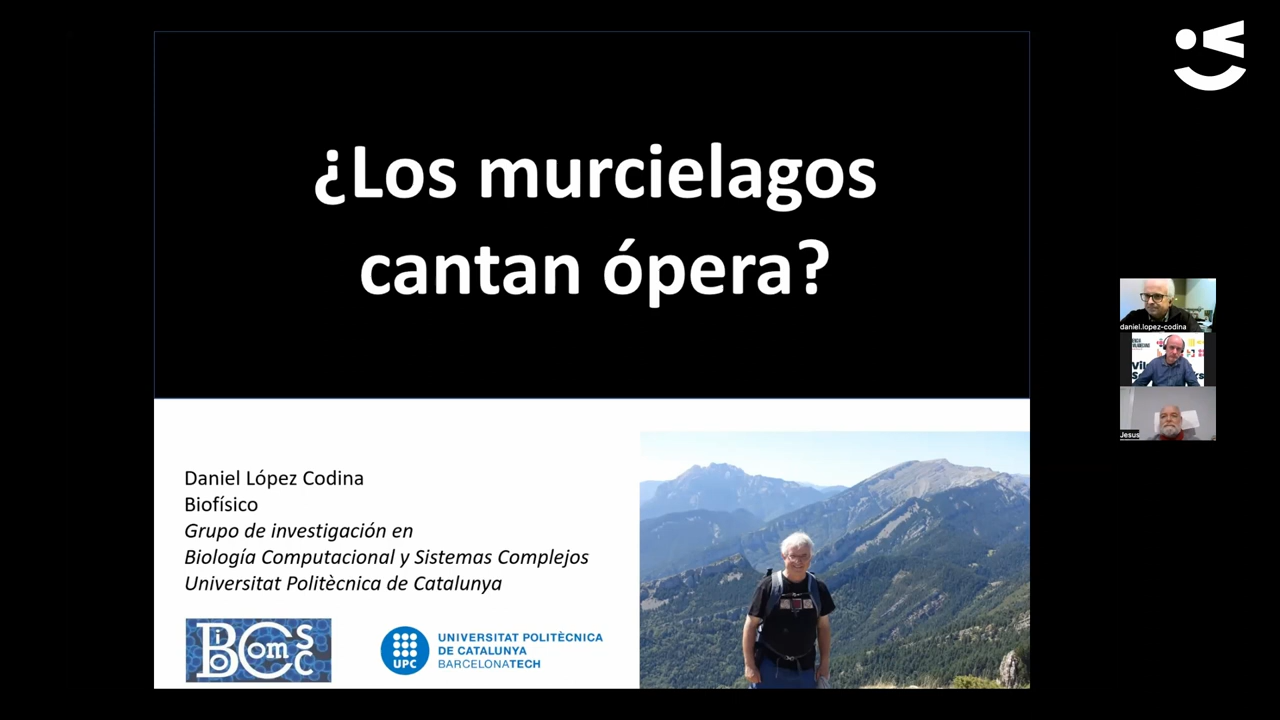 ¿Los murcielagos
cantan ópera?
Daniel López Codina
Biofísico
Grupo de investigación en
Biología Computacional y Sistemas Complejos
Universitat Politècnica de Catalunya
BioComSC
UPC
UNIVERSITAT POLITÈCNICA
DE CATALUNYA
BARCELONATECH
daniel.lopez-codina
Jesus